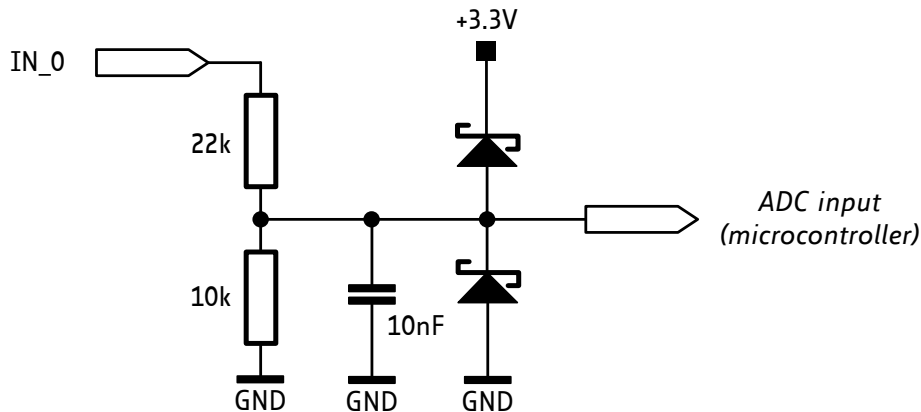 +3.3V
IN_0
22k
ADC input
(microcontroller)
10k
10nF
GND
GND
GND